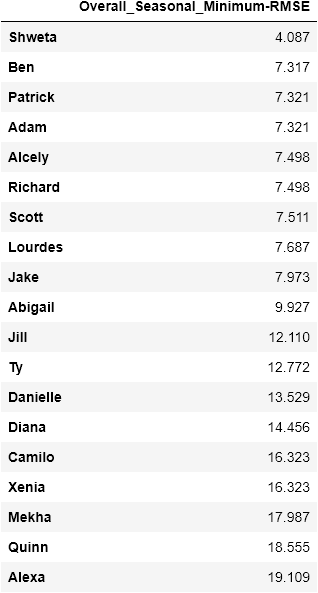 Overall_Seasonal_Minimum-RMSE
Shweta 4.087
Ben 7.317
Patrick 7.321
Adam 7.321
Alcely 7.498
Richard 7.498
Scott 7.511
Lourdes 7.687
Jake 7.973
Abigail 9.927
Jill 12.110
Ty 12.772
Danielle 13.529
Diana 14.456
Camilo 16.323
Xenia 16.323
Mekha 17.987
Quinn 18.555
Alexa 19.109